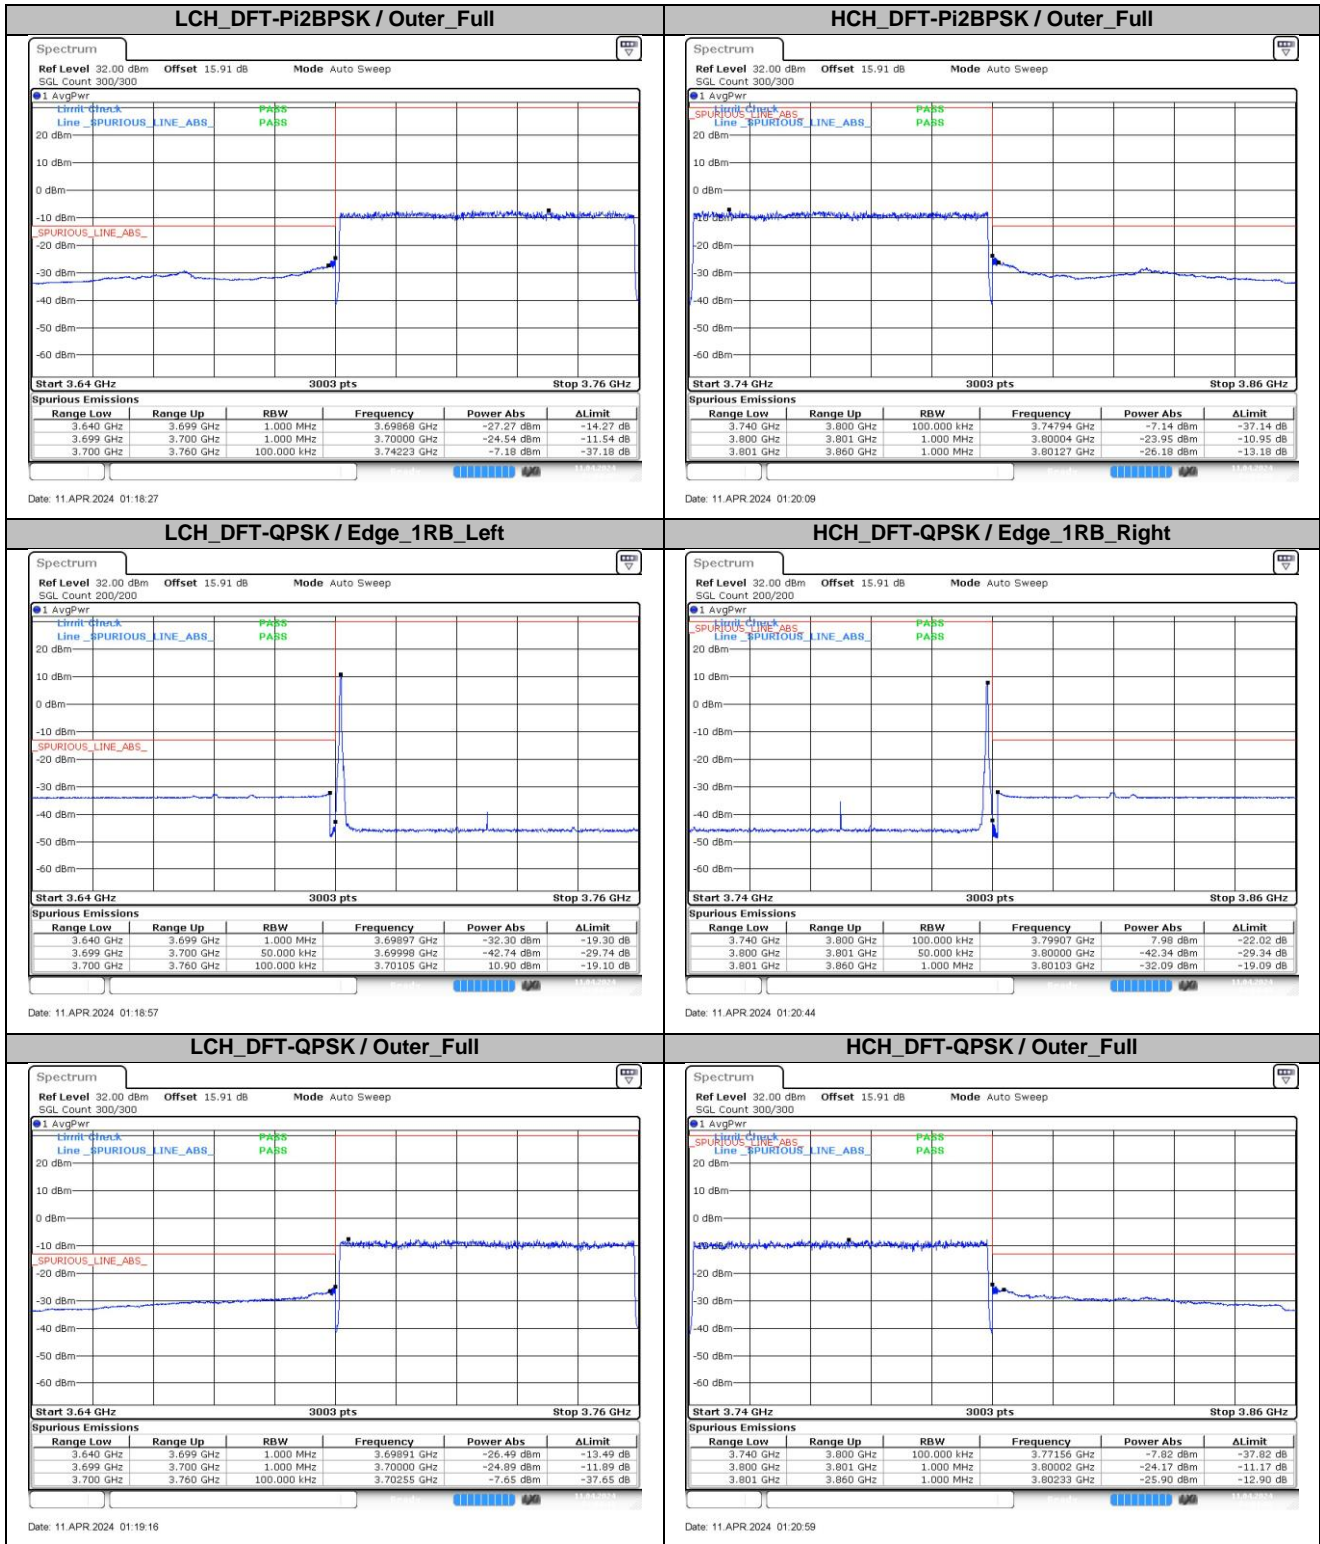 LCH_DFT-Pi2BPSK / Outer_Full
Spectrum
Ref Level 32.00 dBm Offset 15.91 dB Mode Auto Sweep
SGL Count 300/300
1 AvgPwr
Limit Check PASS
Line _SPURIOUS_LINE_ABS_ PASS
20 dBm
10 dBm
0 dBm
-10 dBm
_SPURIOUS_LINE_ABS_
-20 dBm
-30 dBm
-40 dBm
-50 dBm
-60 dBm
Start 3.64 GHz 3003 pts Stop 3.76 GHz
Spurious Emissions
Range Low Range Up RBW Frequency Power Abs ΔLimit
3.640 GHz 3.699 GHz 1.000 MHz 3.69868 GHz -27.27 dBm -14.27 dB
3.699 GHz 3.700 GHz 1.000 MHz 3.70000 GHz -24.54 dBm -11.54 dB
3.700 GHz 3.760 GHz 100.000 kHz 3.74223 GHz -7.18 dBm -37.18 dB
Date: 11.APR.2024 01:18:27
HCH_DFT-Pi2BPSK / Outer_Full
Spectrum
Ref Level 32.00 dBm Offset 15.91 dB Mode Auto Sweep
SGL Count 300/300
1 AvgPwr
Limit Check PASS
_SPURIOUS_LINE_ABS_
Line _SPURIOUS_LINE_ABS_ PASS
20 dBm
10 dBm
0 dBm
-10 dBm
-20 dBm
-30 dBm
-40 dBm
-50 dBm
-60 dBm
Start 3.74 GHz 3003 pts Stop 3.86 GHz
Spurious Emissions
Range Low Range Up RBW Frequency Power Abs ΔLimit
3.740 GHz 3.800 GHz 100.000 kHz 3.74794 GHz -7.14 dBm -37.14 dB
3.800 GHz 3.801 GHz 1.000 MHz 3.80004 GHz -23.95 dBm -10.95 dB
3.801 GHz 3.860 GHz 1.000 MHz 3.80127 GHz -26.18 dBm -13.18 dB
Date: 11.APR.2024 01:20:09
LCH_DFT-QPSK / Edge_1RB_Left
Spectrum
Ref Level 32.00 dBm Offset 15.91 dB Mode Auto Sweep
SGL Count 200/200
1 AvgPwr
Limit Check PASS
Line _SPURIOUS_LINE_ABS_ PASS
20 dBm
10 dBm
0 dBm
-10 dBm
_SPURIOUS_LINE_ABS_
-20 dBm
-30 dBm
-40 dBm
-50 dBm
-60 dBm
Start 3.64 GHz 3003 pts Stop 3.76 GHz
Spurious Emissions
Range Low Range Up RBW Frequency Power Abs ΔLimit
3.640 GHz 3.699 GHz 1.000 MHz 3.69897 GHz -32.30 dBm -19.30 dB
3.699 GHz 3.700 GHz 50.000 kHz 3.69998 GHz -42.74 dBm -29.74 dB
3.700 GHz 3.760 GHz 100.000 kHz 3.70105 GHz 10.90 dBm -19.10 dB
Date: 11.APR.2024 01:18:57
HCH_DFT-QPSK / Edge_1RB_Right
Spectrum
Ref Level 32.00 dBm Offset 15.91 dB Mode Auto Sweep
SGL Count 200/200
1 AvgPwr
Limit Check PASS
_SPURIOUS_LINE_ABS_
Line _SPURIOUS_LINE_ABS_ PASS
20 dBm
10 dBm
0 dBm
-10 dBm
-20 dBm
-30 dBm
-40 dBm
-50 dBm
-60 dBm
Start 3.74 GHz 3003 pts Stop 3.86 GHz
Spurious Emissions
Range Low Range Up RBW Frequency Power Abs ΔLimit
3.740 GHz 3.800 GHz 100.000 kHz 3.79907 GHz 7.98 dBm -22.02 dB
3.800 GHz 3.801 GHz 50.000 kHz 3.80000 GHz -42.34 dBm -29.34 dB
3.801 GHz 3.860 GHz 1.000 MHz 3.80103 GHz -32.09 dBm -19.09 dB
Date: 11.APR.2024 01:20:44
LCH_DFT-QPSK / Outer_Full
Spectrum
Ref Level 32.00 dBm Offset 15.91 dB Mode Auto Sweep
SGL Count 300/300
1 AvgPwr
Limit Check PASS
Line _SPURIOUS_LINE_ABS_ PASS
20 dBm
10 dBm
0 dBm
-10 dBm
_SPURIOUS_LINE_ABS_
-20 dBm
-30 dBm
-40 dBm
-50 dBm
-60 dBm
Start 3.64 GHz 3003 pts Stop 3.76 GHz
Spurious Emissions
Range Low Range Up RBW Frequency Power Abs ΔLimit
3.640 GHz 3.699 GHz 1.000 MHz 3.69891 GHz -26.49 dBm -13.49 dB
3.699 GHz 3.700 GHz 1.000 MHz 3.70000 GHz -24.89 dBm -11.89 dB
3.700 GHz 3.760 GHz 100.000 kHz 3.70255 GHz -7.65 dBm -37.65 dB
Date: 11.APR.2024 01:19:16
HCH_DFT-QPSK / Outer_Full
Spectrum
Ref Level 32.00 dBm Offset 15.91 dB Mode Auto Sweep
SGL Count 300/300
1 AvgPwr
Limit Check PASS
_SPURIOUS_LINE_ABS_
Line _SPURIOUS_LINE_ABS_ PASS
20 dBm
10 dBm
0 dBm
-10 dBm
-20 dBm
-30 dBm
-40 dBm
-50 dBm
-60 dBm
Start 3.74 GHz 3003 pts Stop 3.86 GHz
Spurious Emissions
Range Low Range Up RBW Frequency Power Abs ΔLimit
3.740 GHz 3.800 GHz 100.000 kHz 3.77156 GHz -7.82 dBm -37.82 dB
3.800 GHz 3.801 GHz 1.000 MHz 3.80002 GHz -24.17 dBm -11.17 dB
3.801 GHz 3.860 GHz 1.000 MHz 3.80233 GHz -25.90 dBm -12.90 dB
Date: 11.APR.2024 01:20:59